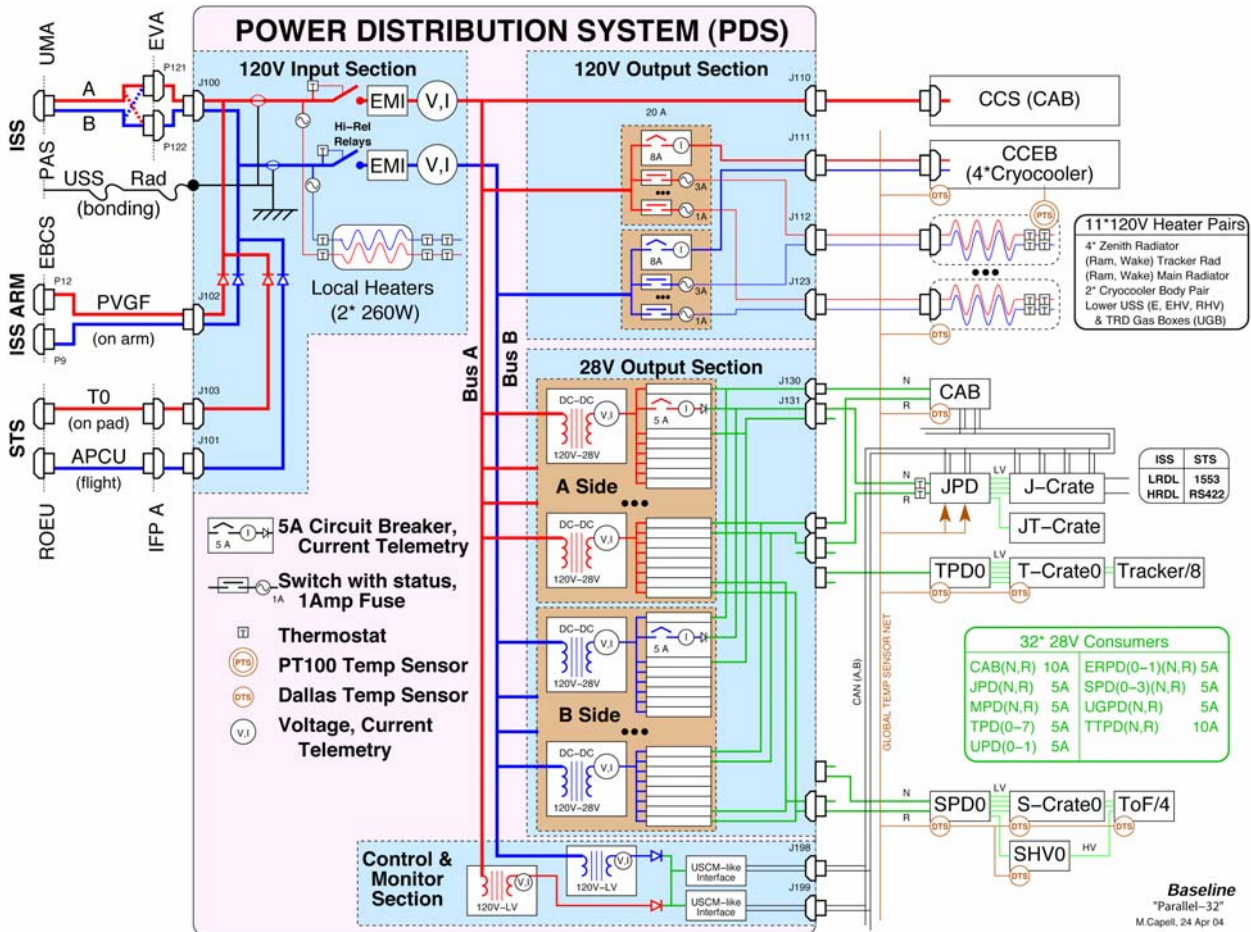 POWER DISTRIBUTION SYSTEM (PDS)
UMA
EVA
P121
J100
120V Input Section
120V Output Section
J110
ISS
A
B
P122
EMI
V,I
CCS (CAB)
20 A
Hi-Rel
Relays
EMI
V,I
J111
8A
I
3A
1A
CCEB
(4*Cryocooler)
DTS
PTS
PAS
USS
Rad
(bonding)
J112
8A
I
3A
1A
J123
T
T
T
T
T
T
T
T
T
T
Local Heaters
(2* 260W)
T
T
T
T
T
T
T
T
DTS
11*120V Heater Pairs
4* Zenith Radiator
(Ram, Wake) Tracker Rad
(Ram, Wake) Main Radiator
2* Cryocooler Body Pair
Lower USS (E, EHV, RHV)
& TRD Gas Boxes (UGB)
EBCS
ISS ARM
P12
PVGF
(on arm)
P9
J102
Bus A
Bus B
28V Output Section
STS
T0
(on pad)
J103
APCU
(flight)
J101
ROEU
IFP A
DC-DC
V,I
120V-28V
5 A
I
A Side
DC-DC
V,I
120V-28V
J130
J131
N
R
CAB
DTS
N
R
T
T
JPD
LV
J-Crate
JT-Crate
ISS STS
LRDL 1553
HRDL RS422
TPD0
LV
T-Crate0
Tracker/8
DTS
DTS
5 A
I
5A Circuit Breaker,
Current Telemetry
1A
Switch with status,
1Amp Fuse
T
Thermostat
PTS
PT100 Temp Sensor
DTS
Dallas Temp Sensor
V,I
Voltage, Current
Telemetry
DC-DC
V,I
120V-28V
5 A
I
B Side
DC-DC
V,I
120V-28V
CAN (A,B)
GLOBAL TEMP SENSOR NET
32* 28V Consumers
CAB(N,R) 10A ERPD(0-1)(N,R) 5A
JPD(N,R) 5A SPD(0-3)(N,R) 5A
MPD(N,R) 5A UGPD(N,R) 5A
TPD(0-7) 5A TTPD(N,R) 10A
UPD(0-1) 5A
N
R
SPD0
LV
S-Crate0
ToF/4
DTS
DTS
DTS
SHV0
HV
DTS
Control &
Monitor
Section
V,I
120V-LV
V,I
120V-LV
USCM-like
Interface
USCM-like
Interface
J198
J199
Baseline
"Parallel-32"
M.Capell, 24 Apr 04